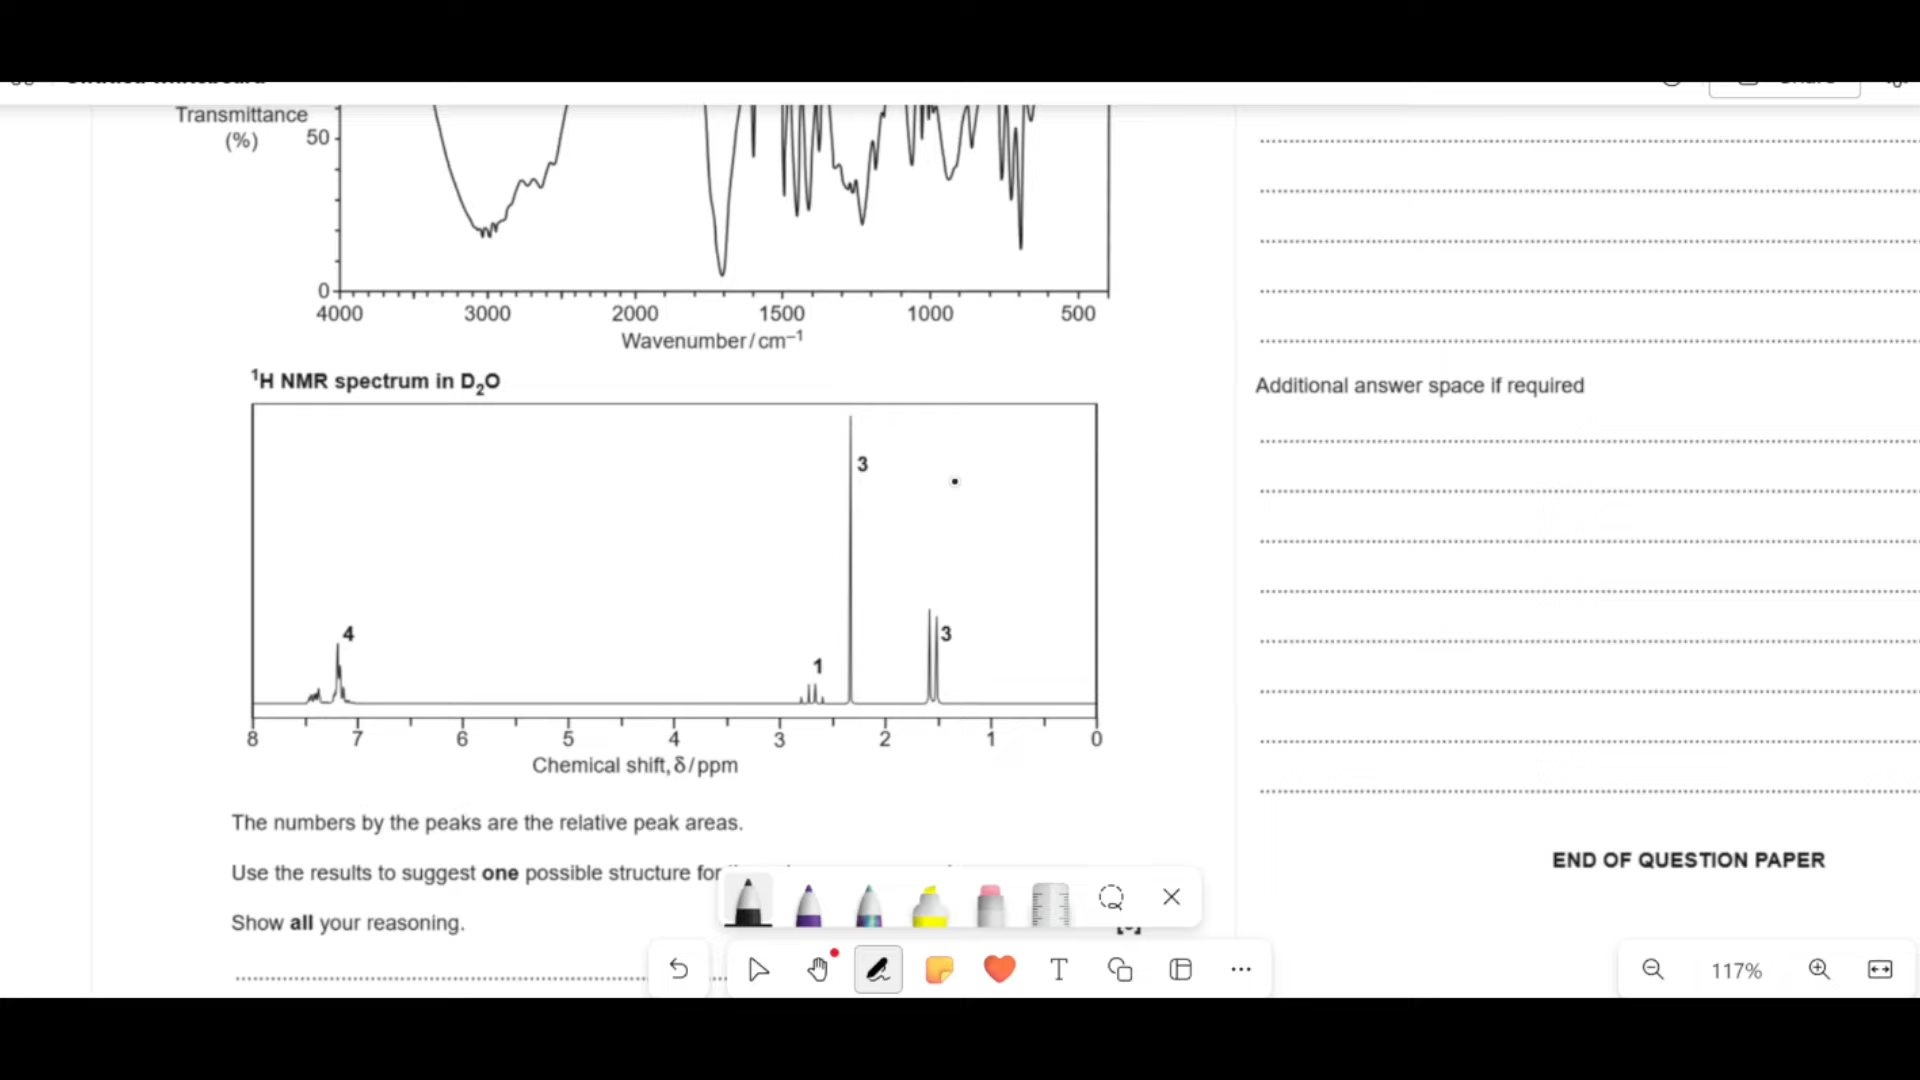 Transmittance
(%)
50
0
4000 3000 2000 1500 1000 500
Wavenumber/cm⁻¹
¹H NMR spectrum in D₂O
3
4
1
3
8 7 6 5 4 3 2 1 0
Chemical shift, δ/ppm
The numbers by the peaks are the relative peak areas.
Use the results to suggest one possible structure for
Show all your reasoning.
Additional answer space if required
END OF QUESTION PAPER
117%